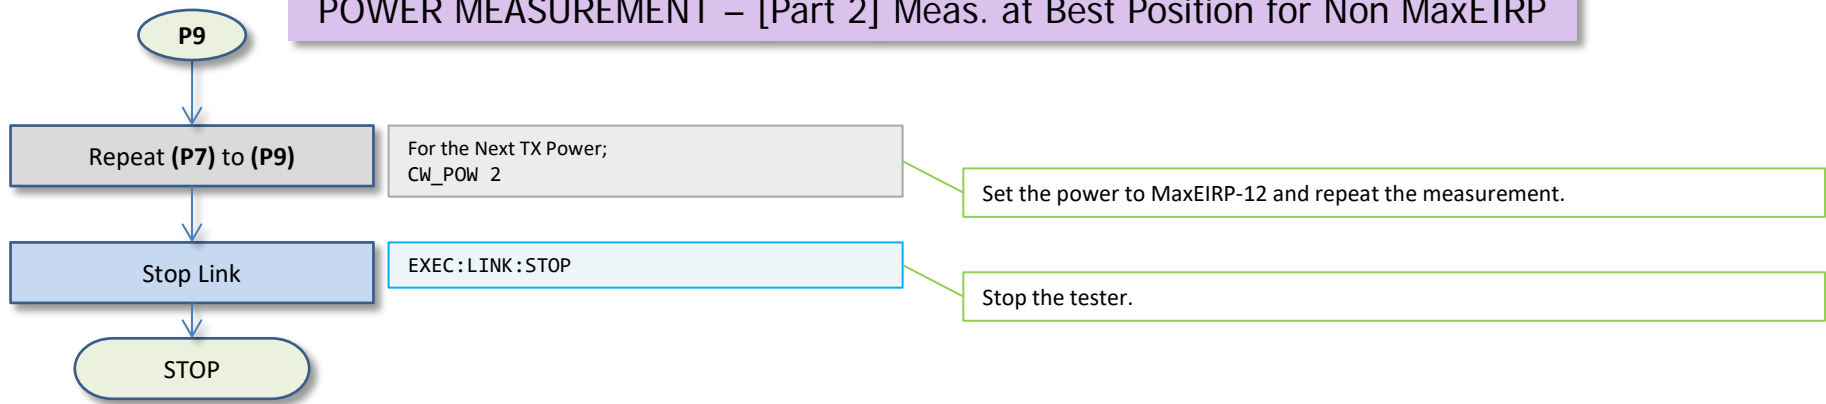 POWER MEASUREMENT – [Part 2] Meas. at Best Position for Non MaxEIRP
P9
Repeat (P7) to (P9)
For the Next TX Power;
CW_POW 2
Set the power to MaxEIRP-12 and repeat the measurement.
Stop Link
EXEC:LINK:STOP
Stop the tester.
STOP